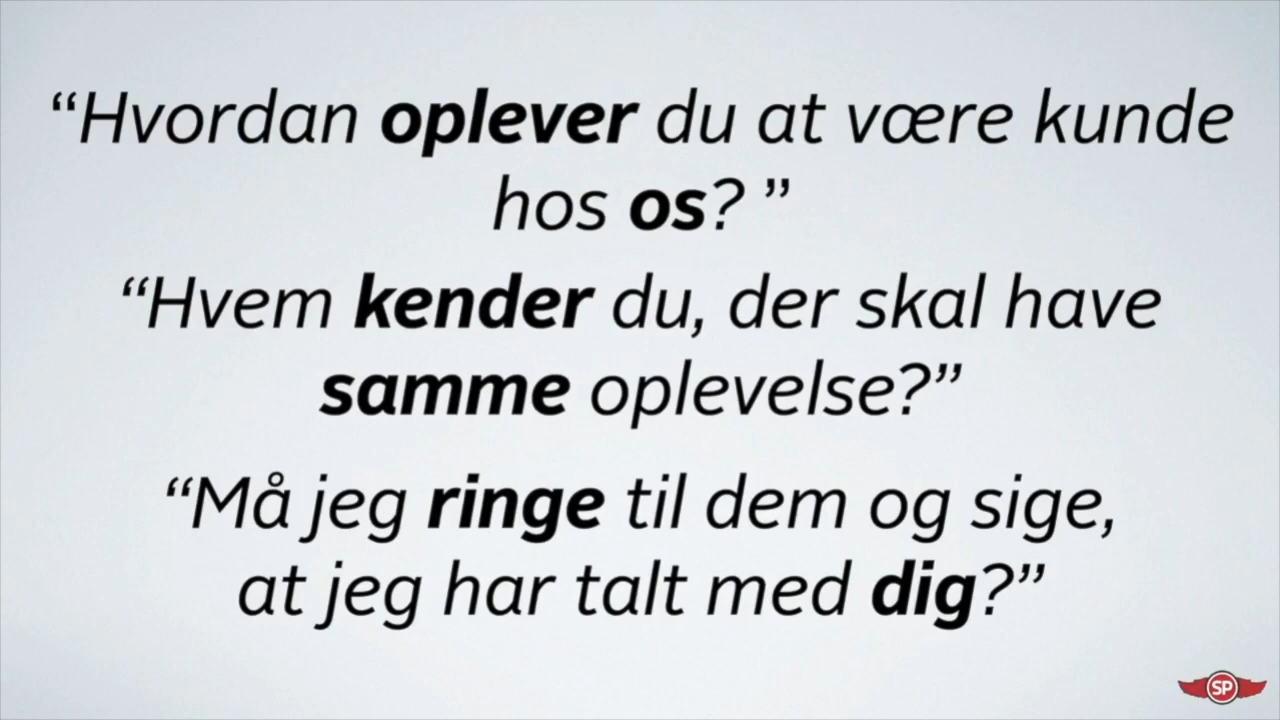 “Hvordan oplever du at være kunde
hos os? ”
“Hvem kender du, der skal have
samme oplevelse?”
“Må jeg ringe til dem og sige,
at jeg har talt med dig?”
SP